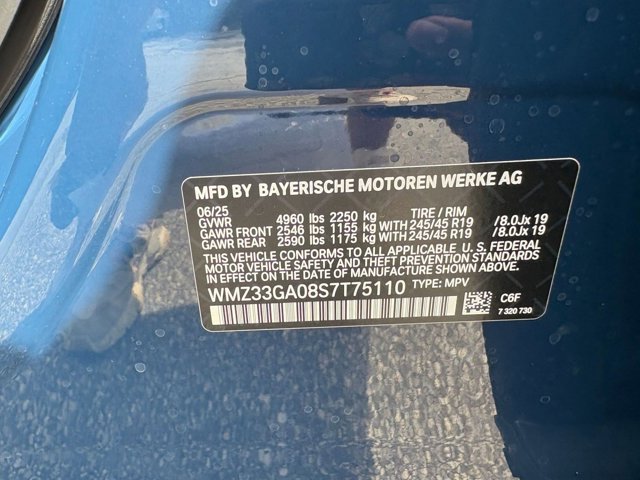 MFD BY BAYERISCHE MOTOREN WERKE AG
06/25
GVWR 4960 lbs 2250 kg TIRE / RIM
GAWR FRONT 2546 lbs 1155 kg WITH 245/45 R19 /8.0Jx 19
GAWR REAR 2590 lbs 1175 kg WITH 245/45 R19 /8.0Jx 19
THIS VEHICLE CONFORMS TO ALL APPLICABLE U. S. FEDERAL
MOTOR VEHICLE SAFETY AND THEFT PREVENTION STANDARDS
IN EFFECT ON THE DATE OF MANUFACTURE SHOWN ABOVE.
WMZ33GA08S7T75110 TYPE: MPV
C6F
7 320 730